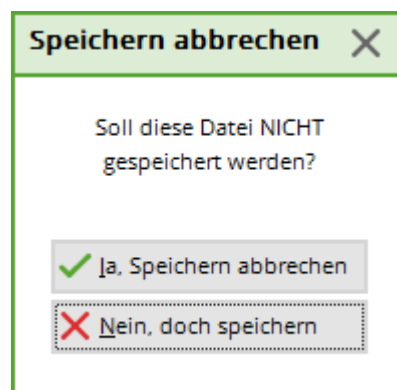 Speichern abbrechen
Soll diese Datei NICHT
gespeichert werden?
Ja, Speichern abbrechen
Nein, doch speichern